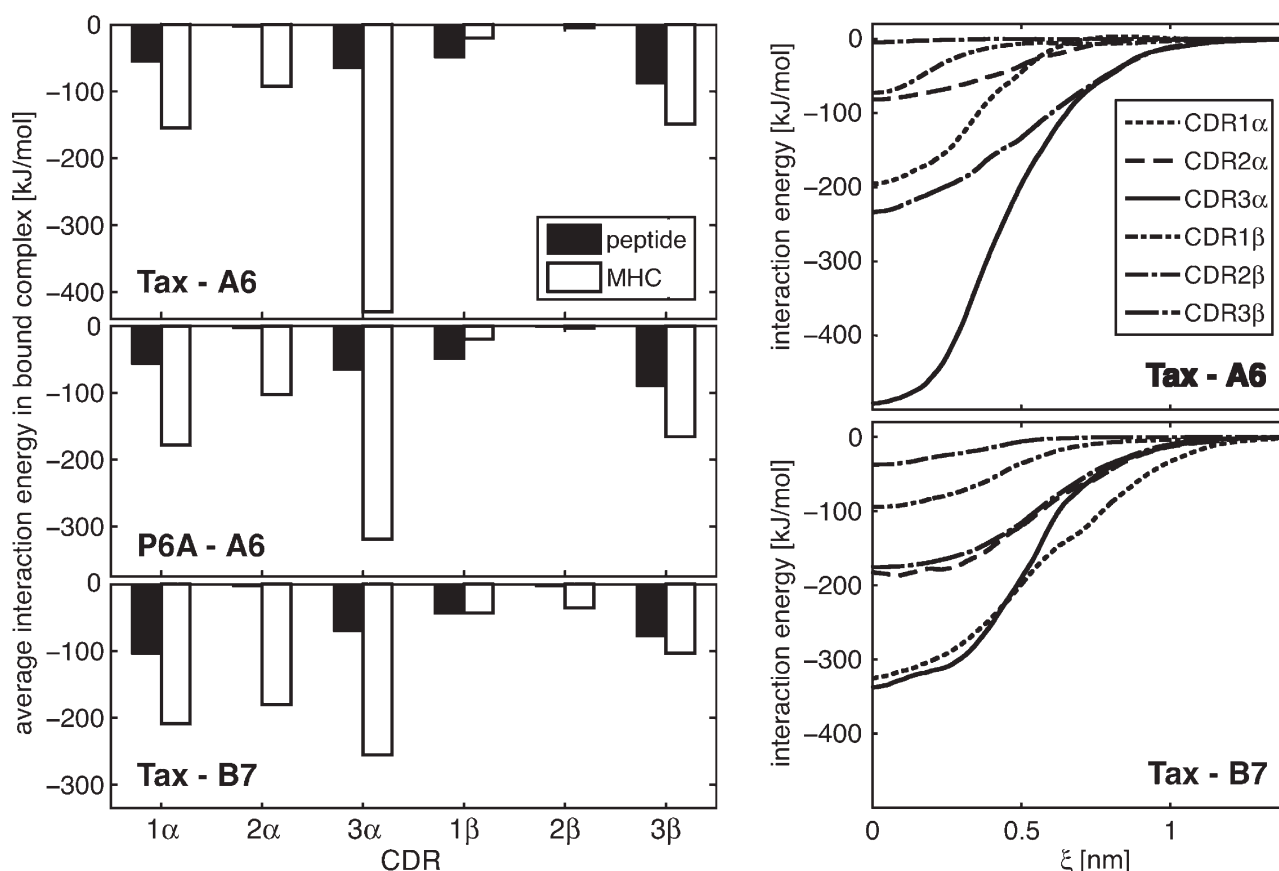 average interaction energy in bound complex [kJ/mol]
0
−100
−200
−300
−400
Tax - A6
peptide
MHC
0
−100
−200
−300
P6A - A6
0
−100
−200
−300
Tax - B7
1α 2α 3α 1β 2β 3β
CDR
interaction energy [kJ/mol]
0
−100
−200
−300
−400
CDR1α
CDR2α
CDR3α
CDR1β
CDR2β
CDR3β
Tax - A6
interaction energy [kJ/mol]
0
−100
−200
−300
−400
Tax - B7
0 0.5 1
ξ [nm]